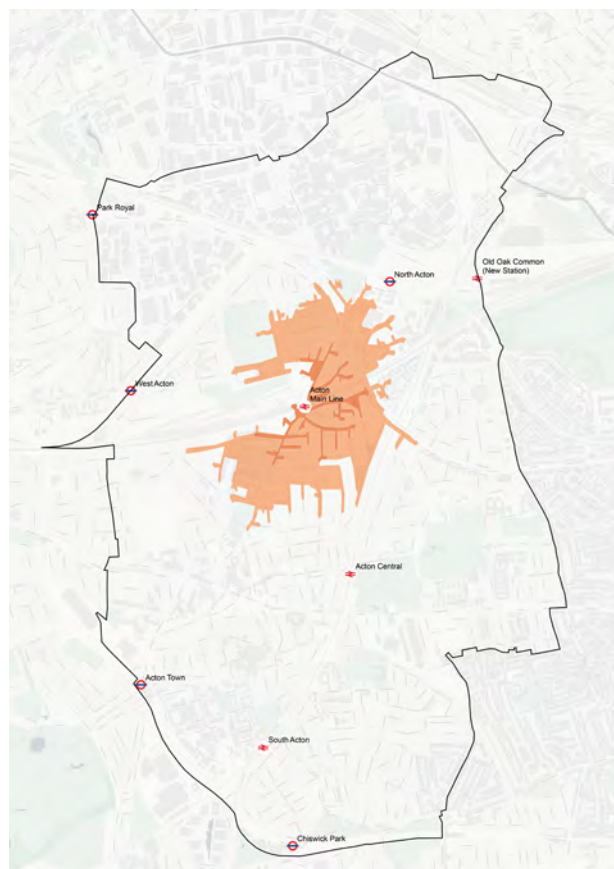 Park Royal
Old Oak Common
(New Station)
North Acton
West Acton
Acton
Main Line
Acton Central
Acton Town
South Acton
Chiswick Park